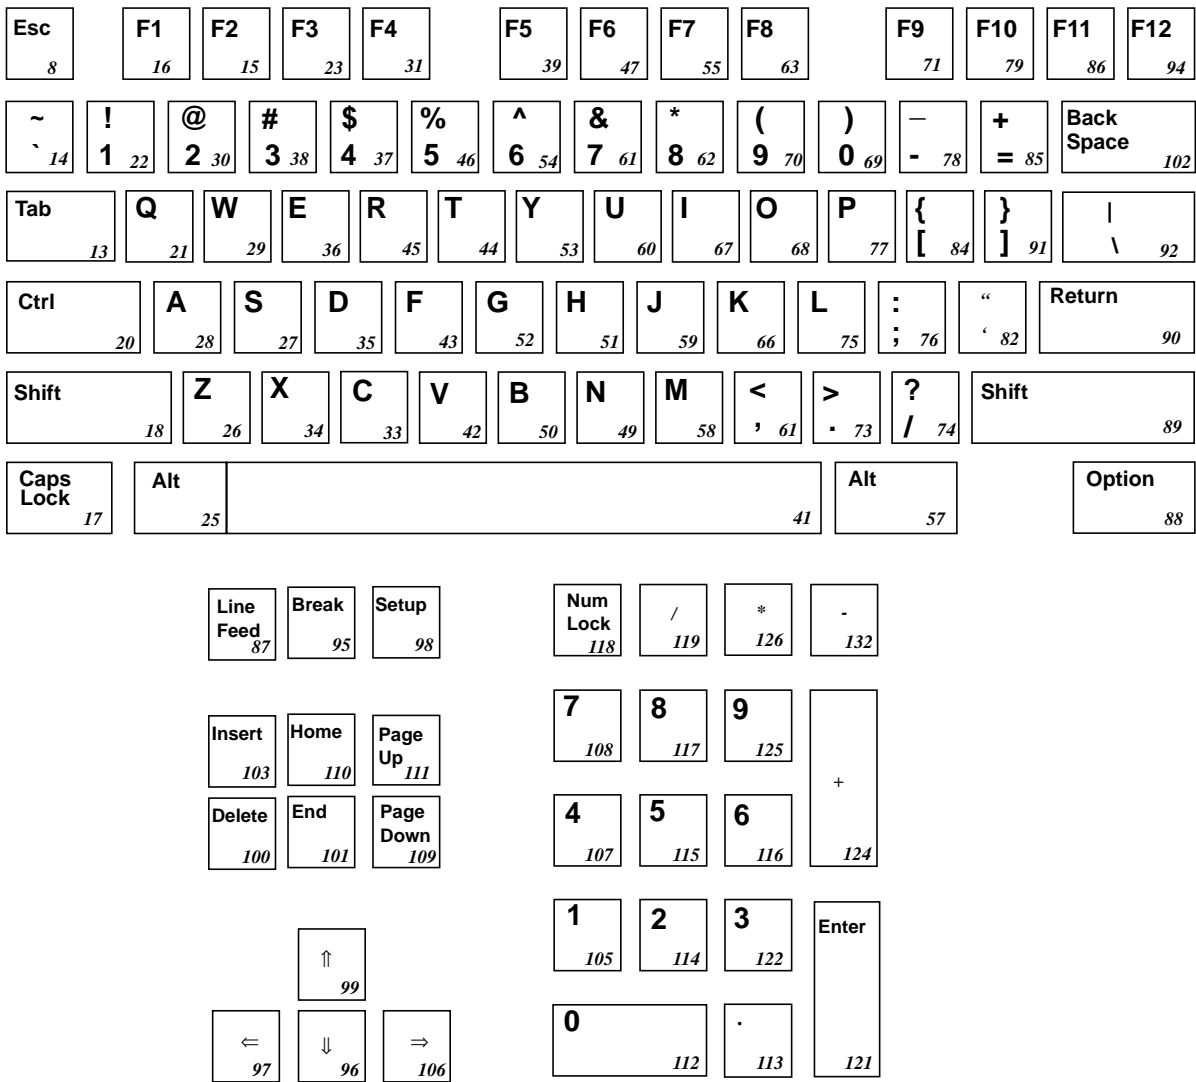 Esc F1 F2 F3 F4 F5 F6 F7 F8 F9 F10 F11 F12
8 16 15 23 31 39 47 55 63 71 79 86 94
~ ! @ # $ % ^ & * ( ) _ + Back
Space
` 14 1 22 2 30 3 38 4 37 5 46 6 54 7 61 8 62 9 70 0 69 - 78 = 85 102
Tab Q W E R T Y U I O P { } |
13 21 29 36 45 44 53 60 67 68 77 [ 84 ] 91 \ 92
Ctrl A S D F G H J K L : “ Return
20 28 27 35 43 52 51 59 66 75 ; 76 ‘ 82 90
Shift Z X C V B N M < > ? Shift
18 26 34 33 42 50 49 58 , 61 . 73 / 74 89
Caps
Lock Alt Alt Option
17 25 41 57 88
Line Break Setup
Feed
87 95 98
Num / * -
Lock
118 119 126 132
Insert Home Page
Up
103 110 111
Delete End Page
Down
100 101 109
7 8 9
108 117 125
+
4 5 6
107 115 116 124
1 2 3 Enter
105 114 122
0 .
112 113 121
⇑
99
⇐ ⇓ ⇒
97 96 106